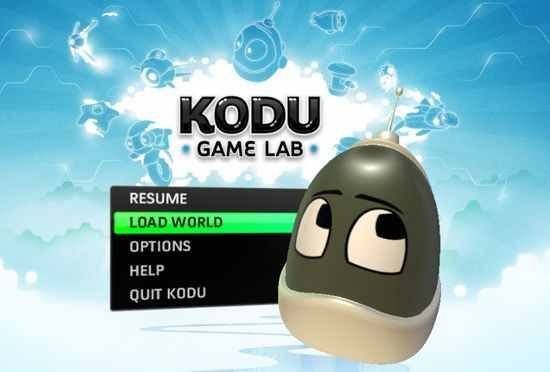 KODU
GAME LAB
RESUME
LOAD WORLD
OPTIONS
HELP
QUIT KODU